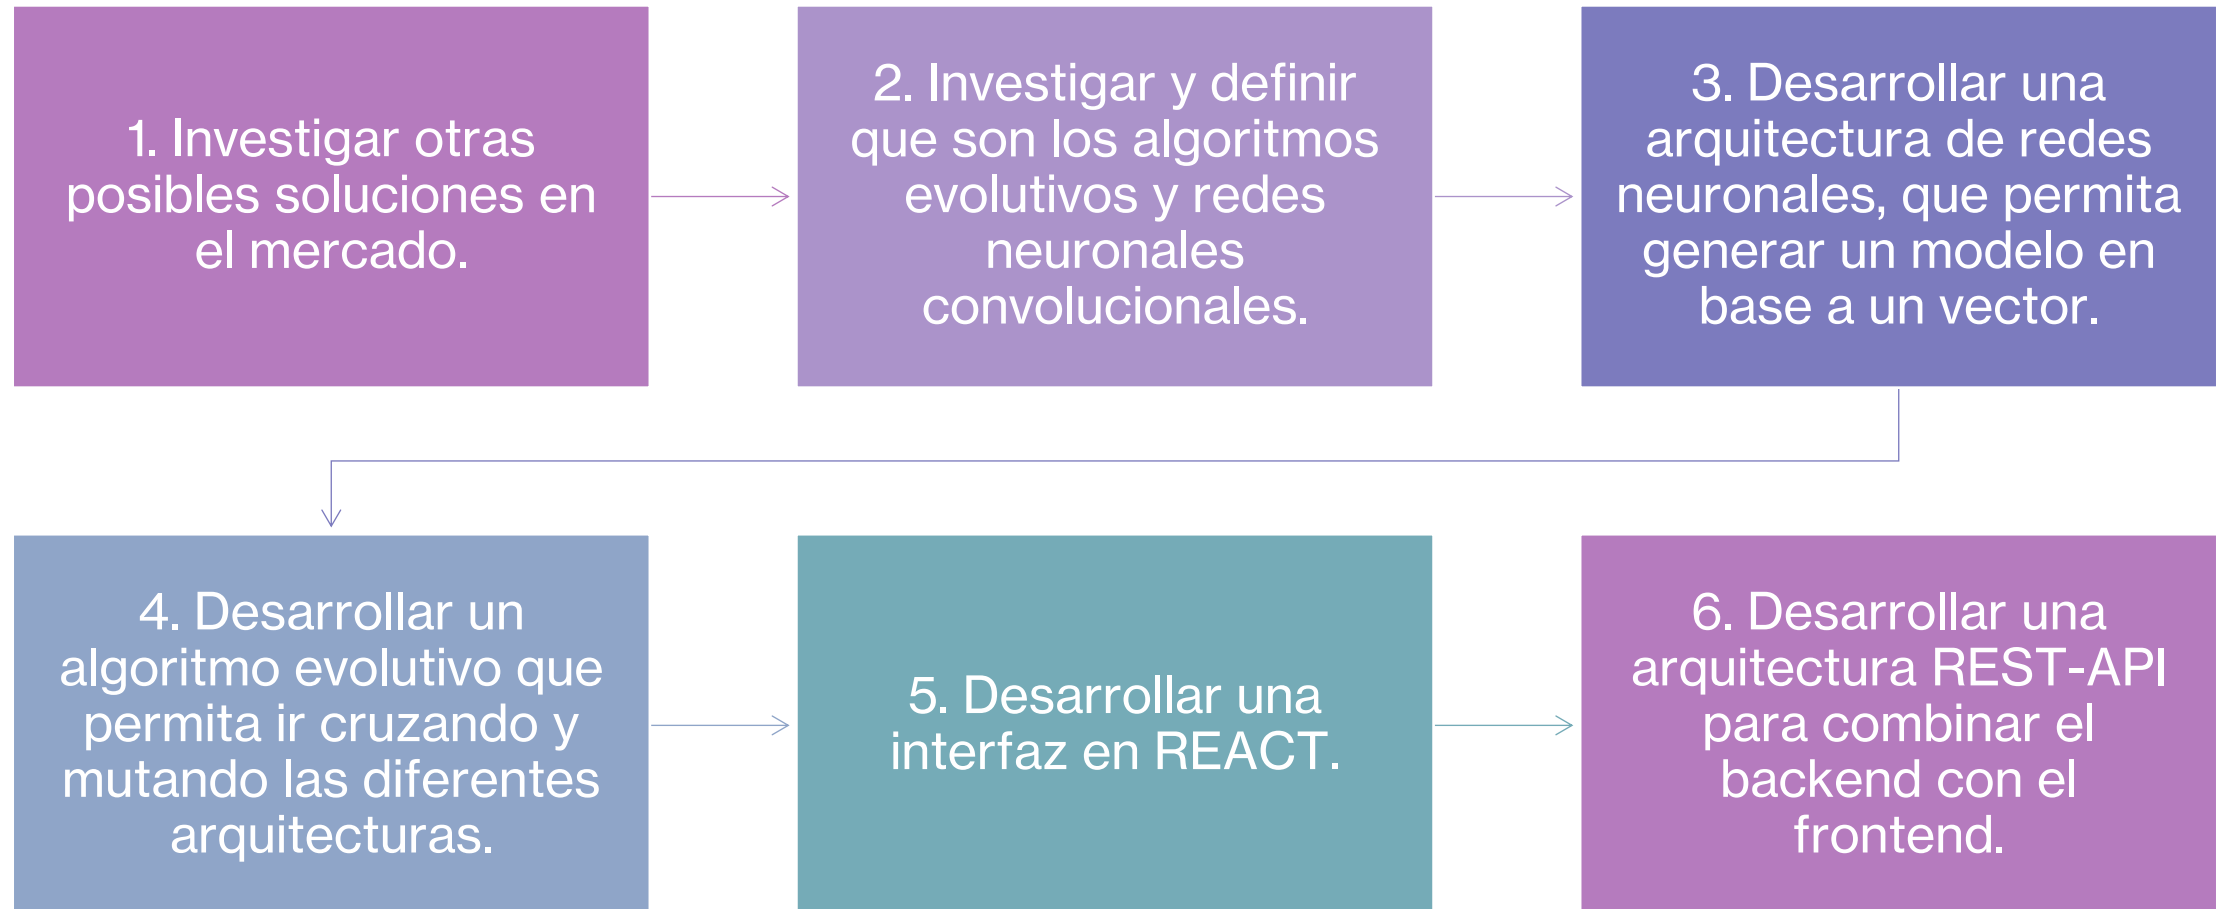 1. Investigar otras
posibles soluciones en
el mercado.
2. Investigar y definir
que son los algoritmos
evolutivos y redes
neuronales
convolucionales.
3. Desarrollar una
arquitectura de redes
neuronales, que permita
generar un modelo en
base a un vector.
4. Desarrollar un
algoritmo evolutivo que
permita ir cruzando y
mutando las diferentes
arquitecturas.
5. Desarrollar una
interfaz en REACT.
6. Desarrollar una
arquitectura REST-API
para combinar el
backend con el
frontend.